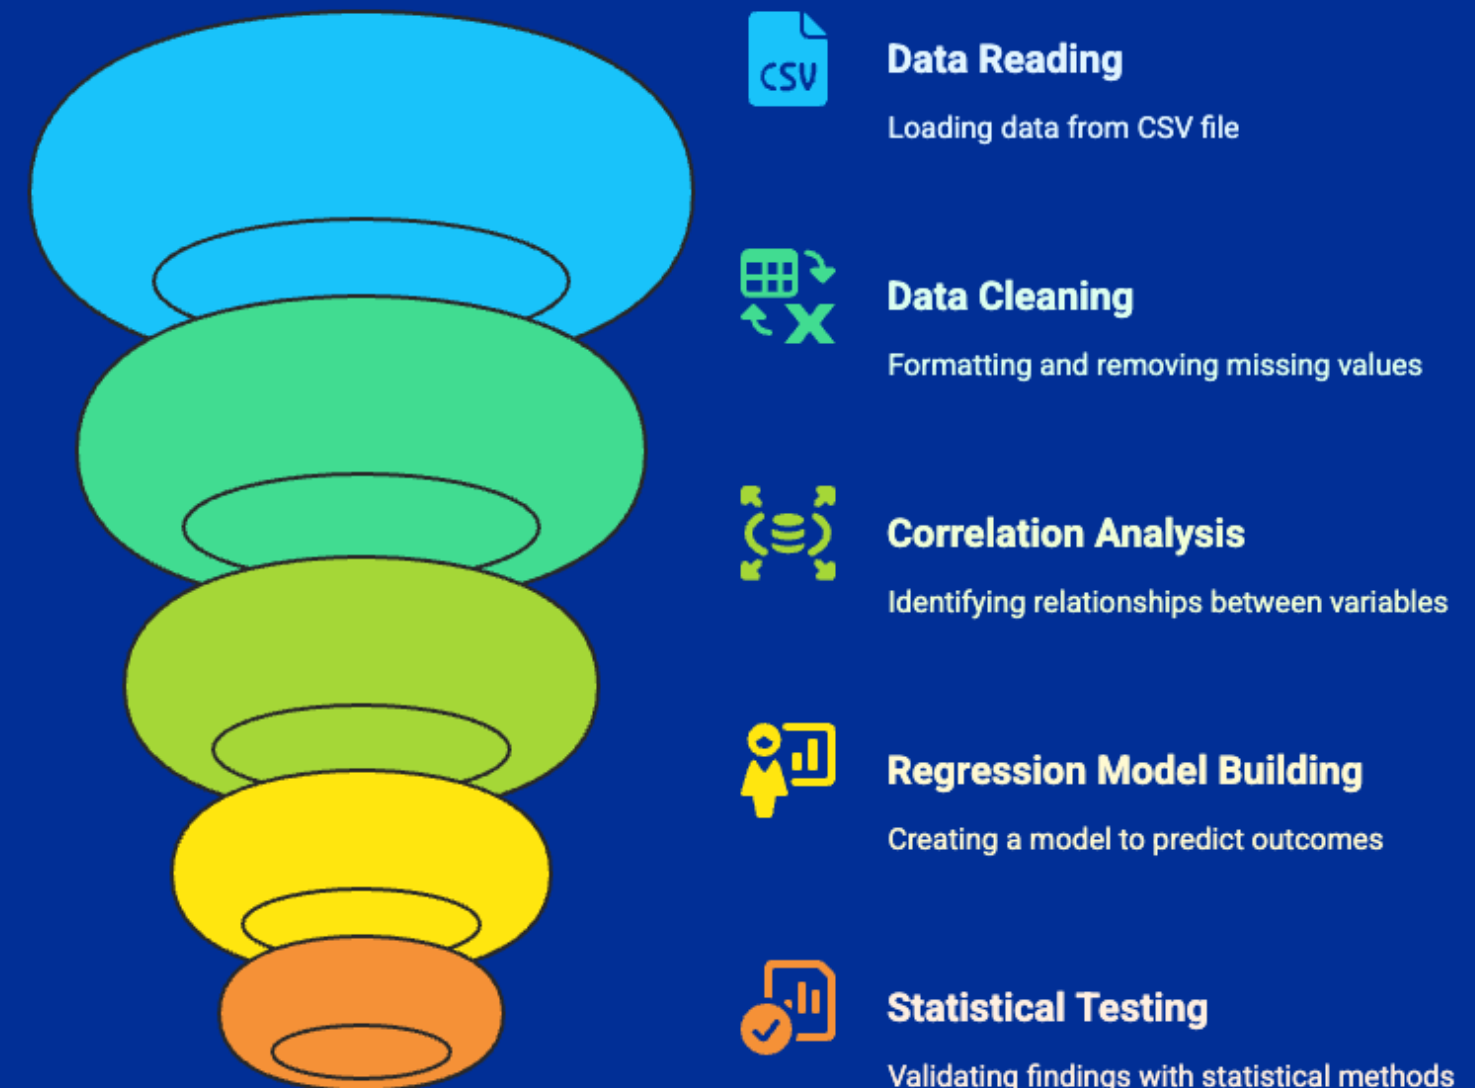 CSV
Data Reading
Loading data from CSV file
Data Cleaning
Formatting and removing missing values
Correlation Analysis
Identifying relationships between variables
Regression Model Building
Creating a model to predict outcomes
Statistical Testing
Validating findings with statistical methods